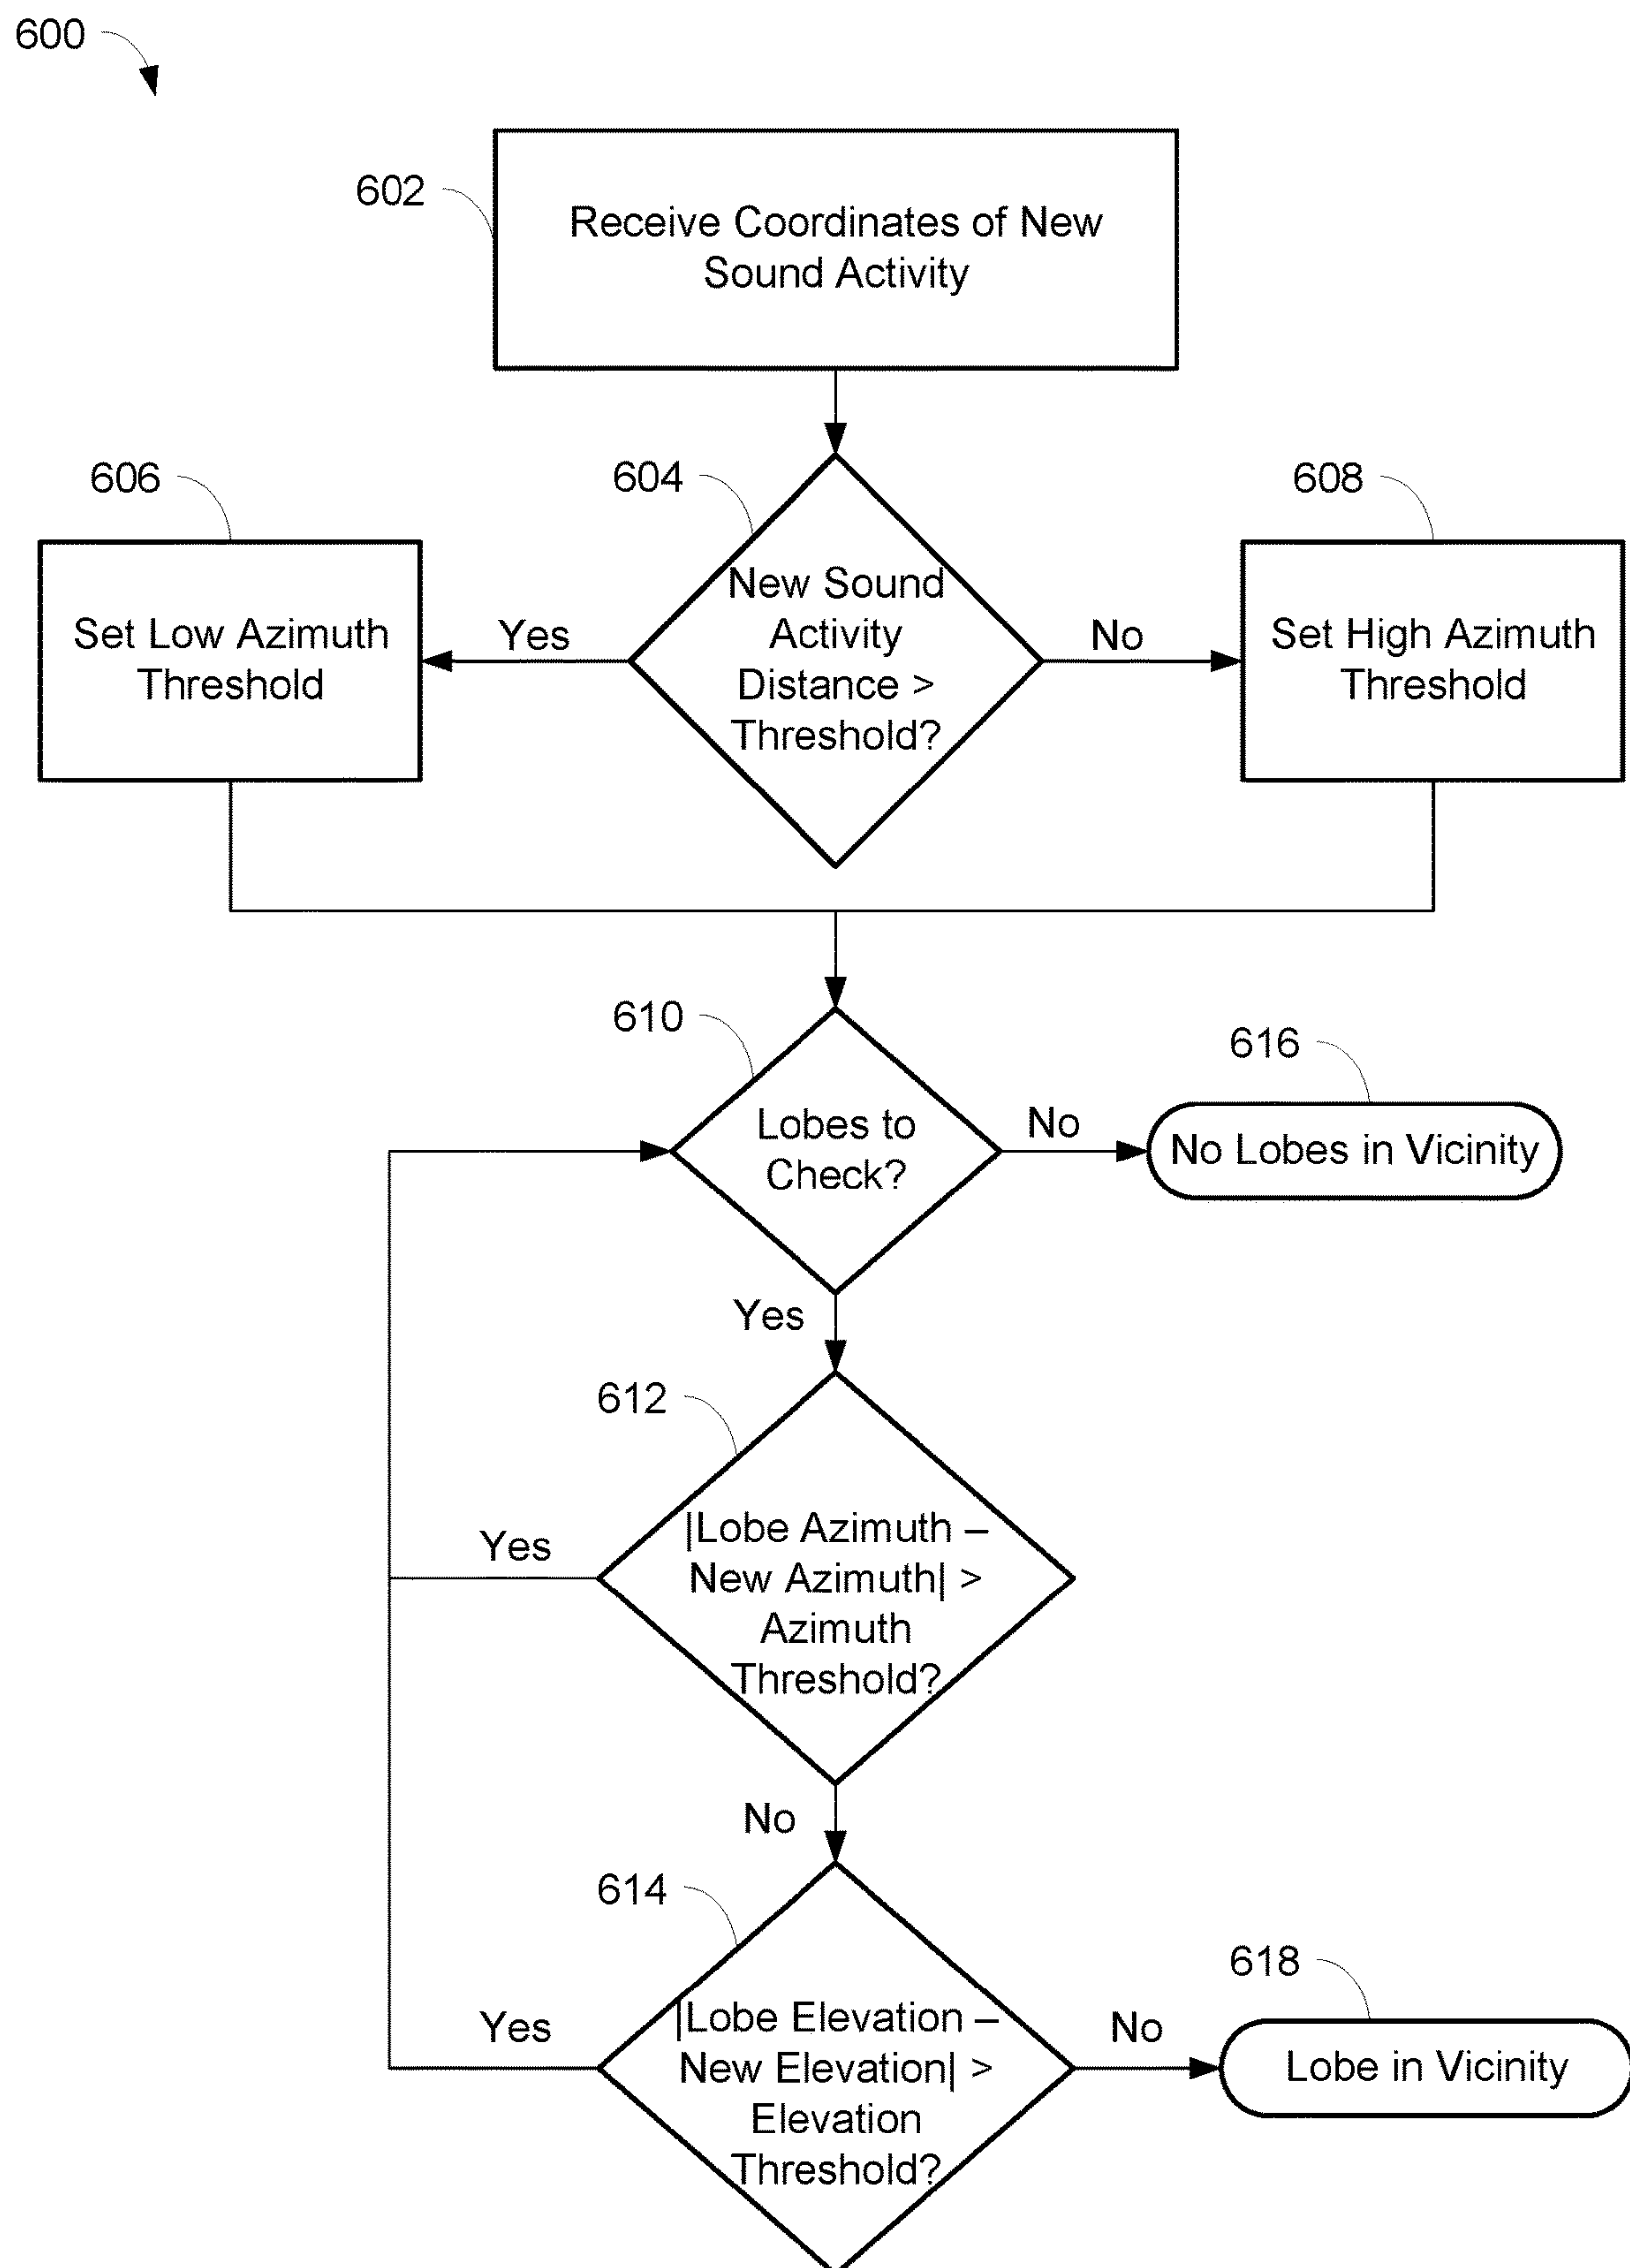 600
602
Receive Coordinates of New
Sound Activity
606
604
608
Set Low Azimuth
Threshold
Yes
New Sound
Activity
Distance >
Threshold?
No
Set High Azimuth
Threshold
610
616
Lobes to
Check?
No
No Lobes in Vicinity
Yes
612
Yes
|Lobe Azimuth –
New Azimuth| >
Azimuth
Threshold?
No
614
618
Yes
|Lobe Elevation –
New Elevation| >
Elevation
Threshold?
No
Lobe in Vicinity